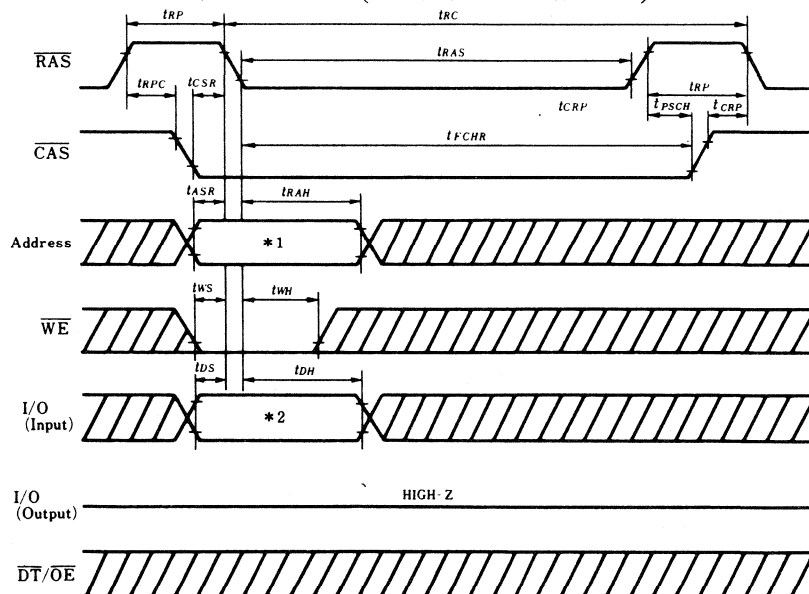 tRP tRC
RAS tRAS
tRPC tCSR tCRP tRP
tPSCH tCRP
CAS tFCHR
tASR tRAH
Address *1
tWS tWH
WE
tDS tDH
I/O
(Input) *2
I/O
(Output) HIGH-Z
DT/OE